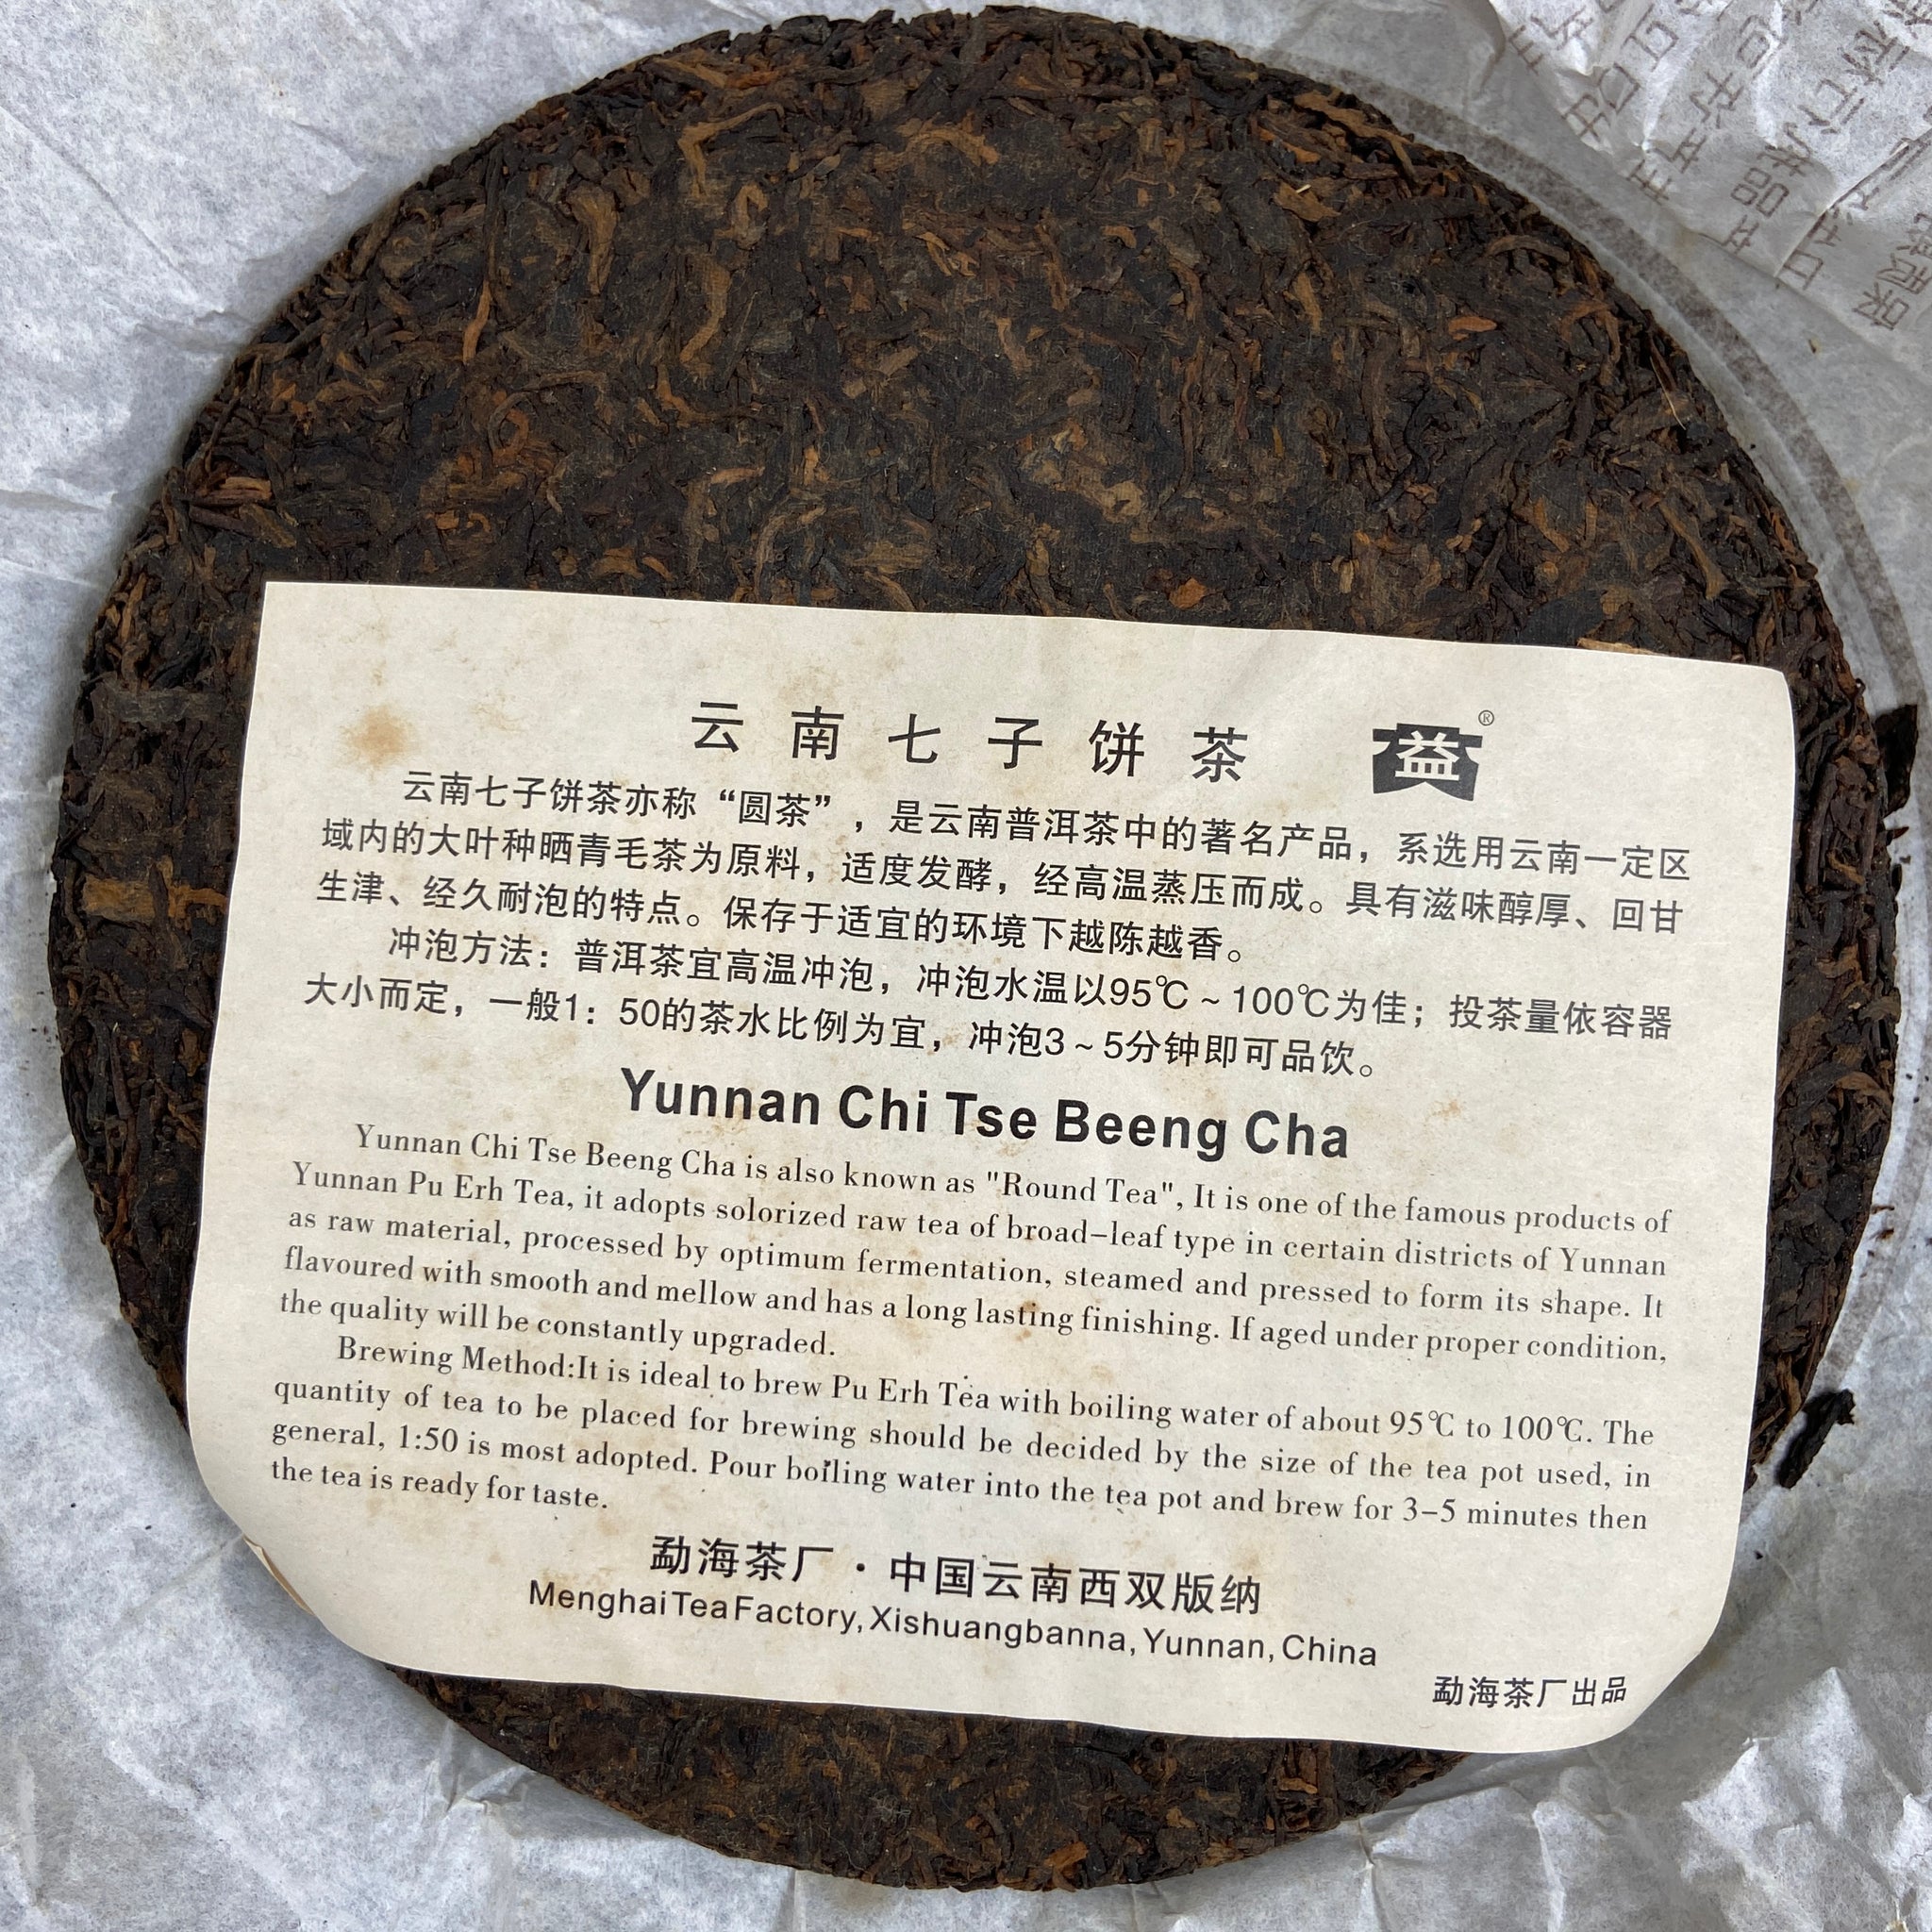 云南七子饼茶 益®
云南七子饼茶亦称“圆茶”，是云南普洱茶中的著名产品，系选用云南一定区
域内的大叶种晒青毛茶为原料，适度发酵，经高温蒸压而成。具有滋味醇厚、回甘
生津、经久耐泡的特点。保存于适宜的环境下越陈越香。
冲泡方法：普洱茶宜高温冲泡，冲泡水温以95℃~100℃为佳；投茶量依容器
大小而定，一般1：50的茶水比例为宜，冲泡3~5分钟即可品饮。
Yunnan Chi Tse Beeng Cha
Yunnan Chi Tse Beeng Cha is also known as "Round Tea", It is one of the famous products of
Yunnan Pu Erh Tea, it adopts solorized raw tea of broad-leaf type in certain districts of Yunnan
as raw material, processed by optimum fermentation, steamed and pressed to form its shape. It
flavoured with smooth and mellow and has a long lasting finishing. If aged under proper condition,
the quality will be constantly upgraded.
Brewing Method:It is ideal to brew Pu Erh Tea with boiling water of about 95℃ to 100℃. The
quantity of tea to be placed for brewing should be decided by the size of the tea pot used, in
general, 1:50 is most adopted. Pour boiling water into the tea pot and brew for 3-5 minutes then
the tea is ready for taste.
勐海茶厂·中国云南西双版纳
Menghai Tea Factory, Xishuangbanna, Yunnan, China
勐海茶厂出品